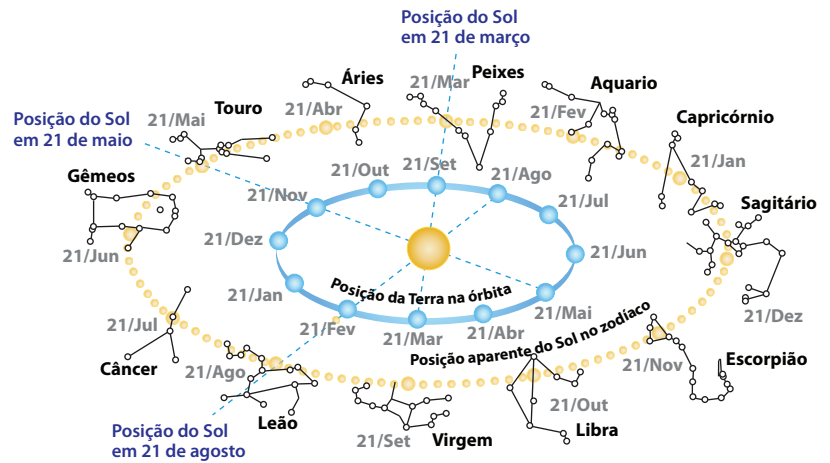 Posição do Sol
em 21 de março
Áries
Peixes
21/Mar
Aquario
Touro
21/Abr
21/Fev
Capricórnio
Posição do Sol
em 21 de maio
21/Mai
21/Jan
Gêmeos
21/Out
21/Set
21/Ago
21/Nov
21/Jul
Sagitário
21/Dez
21/Jun
21/Jun
21/Jan
Posição da Terra na órbita
21/Mai
21/Fev
21/Mar
21/Abr
21/Dez
21/Jul
Posição aparente do Sol no zodíaco
Câncer
21/Ago
21/Nov
Escorpião
Leão
21/Out
Posição do Sol
em 21 de agosto
21/Set
Virgem
Libra